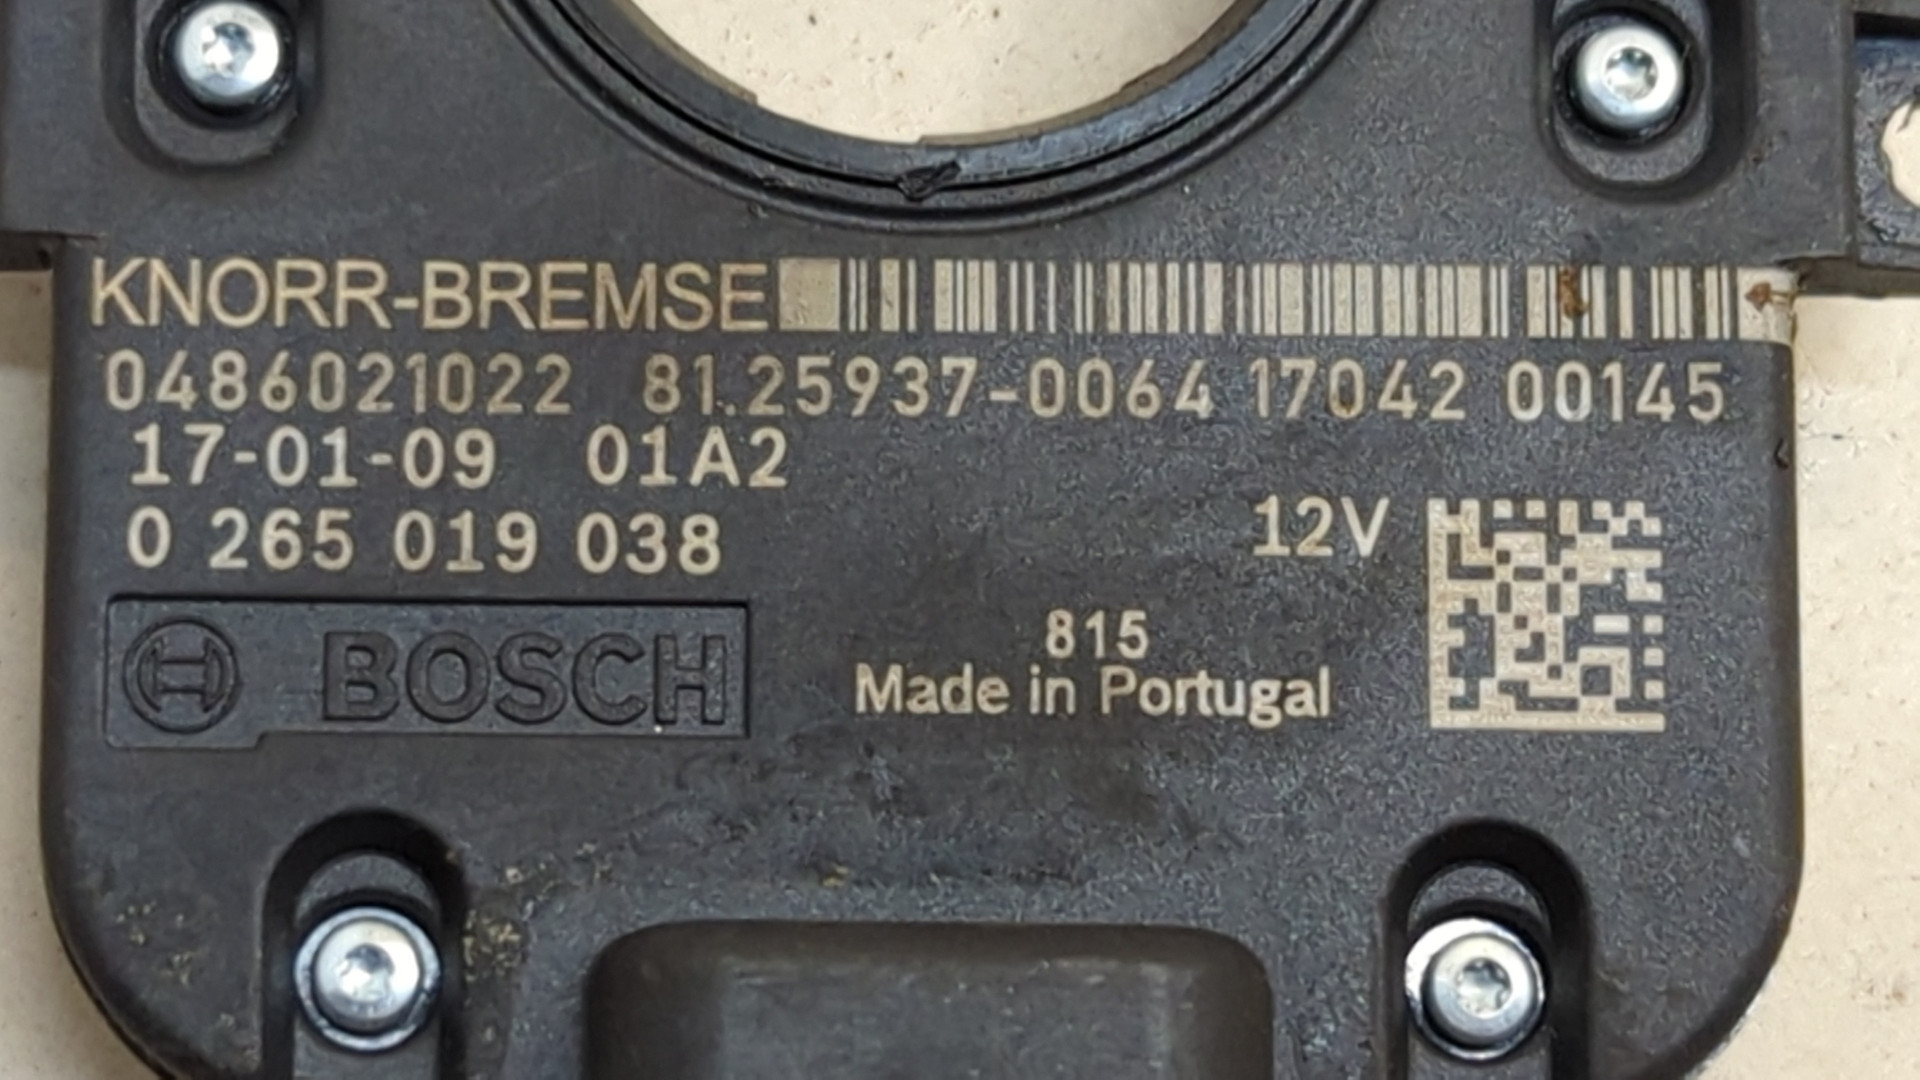 KNORR-BREMSE
0486021022 81.25937-0064 17042 00145
17-01-09 01A2
0 265 019 038
12V
BOSCH
815
Made in Portugal